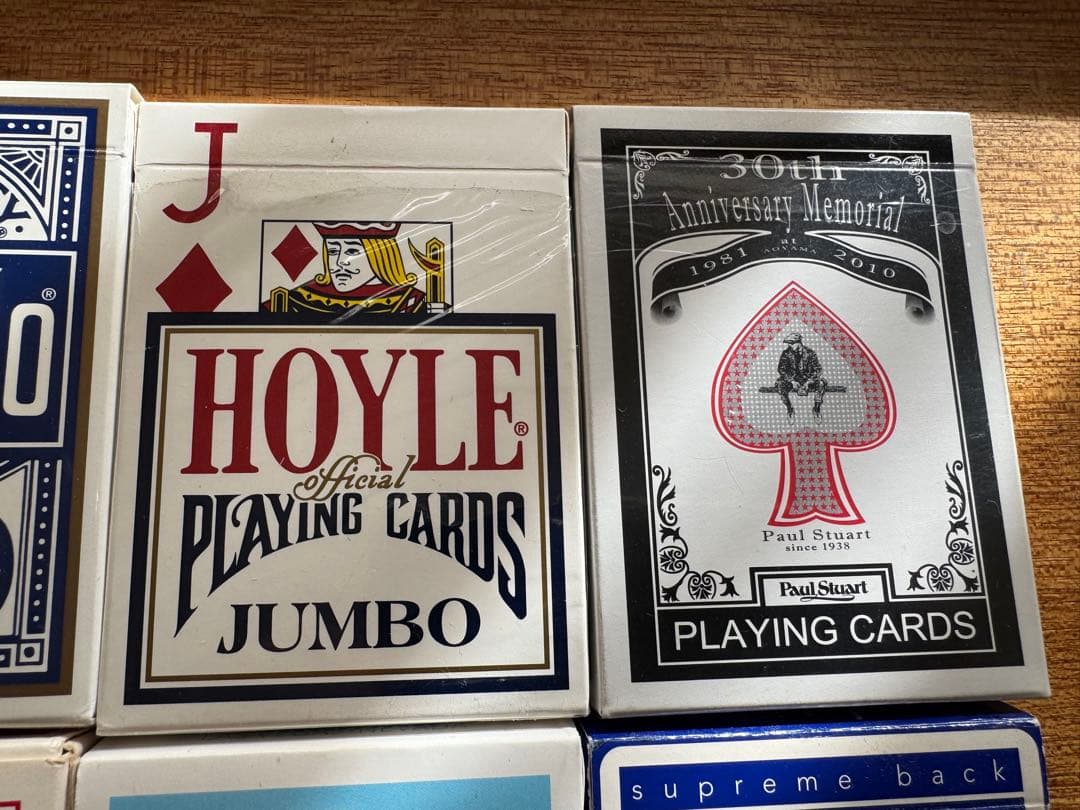 J
HOYLE®
official
PLAYING CARDS
JUMBO
30th
Anniversary Memorial
at
1981 AOYAMA 2010
Paul Stuart
since 1938
Paul Stuart
PLAYING CARDS
®
O
supreme back